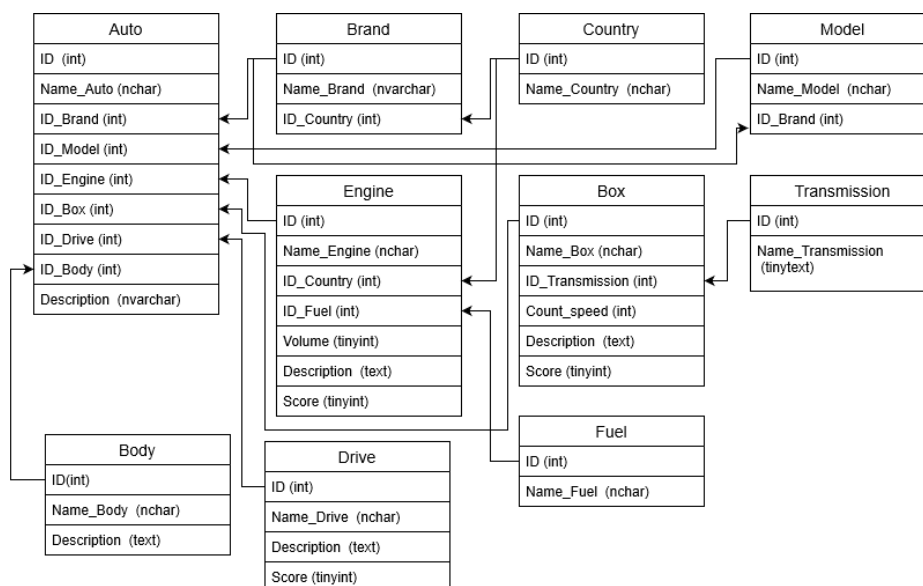 Auto
ID (int)
Name_Auto (nchar)
ID_Brand (int)
ID_Model (int)
ID_Engine (int)
ID_Box (int)
ID_Drive (int)
ID_Body (int)
Description (nvarchar)
Brand
ID (int)
Name_Brand (nvarchar)
ID_Country (int)
Country
ID (int)
Name_Country (nchar)
Model
ID (int)
Name_Model (nchar)
ID_Brand (int)
Engine
ID (int)
Name_Engine (nchar)
ID_Country (int)
ID_Fuel (int)
Volume (tinyint)
Description (text)
Score (tinyint)
Box
ID (int)
Name_Box (nchar)
ID_Transmission (int)
Count_speed (int)
Description (text)
Score (tinyint)
Transmission
ID (int)
Name_Transmission
(tinytext)
Body
ID(int)
Name_Body (nchar)
Description (text)
Drive
ID (int)
Name_Drive (nchar)
Description (text)
Score (tinyint)
Fuel
ID (int)
Name_Fuel (nchar)